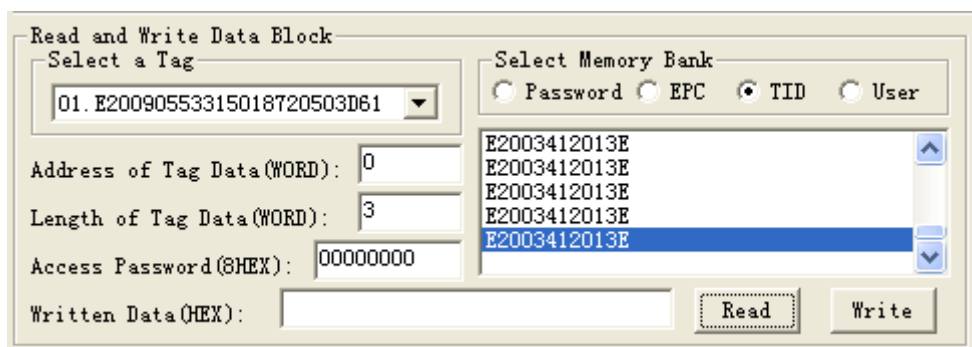 Read and Write Data Block
Select a Tag
01.E20090553315018720503D61
Select Memory Bank
Password EPC TID User
Address of Tag Data(WORD): 0
Length of Tag Data(WORD): 3
Access Password(8HEX): 00000000
E2003412013E
E2003412013E
E2003412013E
E2003412013E
E2003412013E
Written Data(HEX):
Read
Write